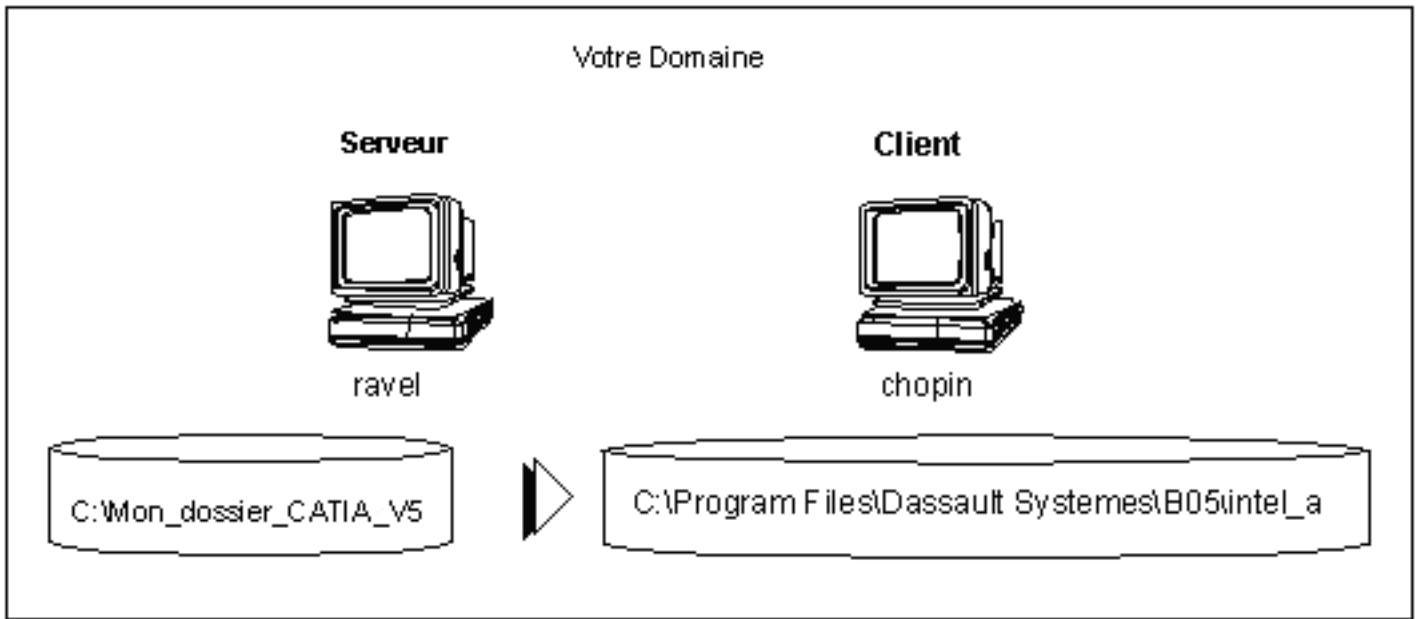 Votre Domaine
Serveur
Client
ravel
chopin
C:\Mon_dossier_CATIA_V5
C:\Program Files\Dassault Systemes\B05\intel_a